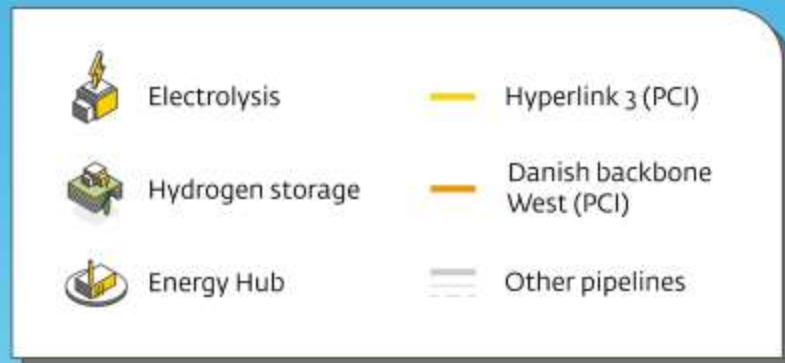 Electrolysis
Hydrogen storage
Energy Hub
Hyperlink 3 (PCI)
Danish backbone
West (PCI)
Other pipelines